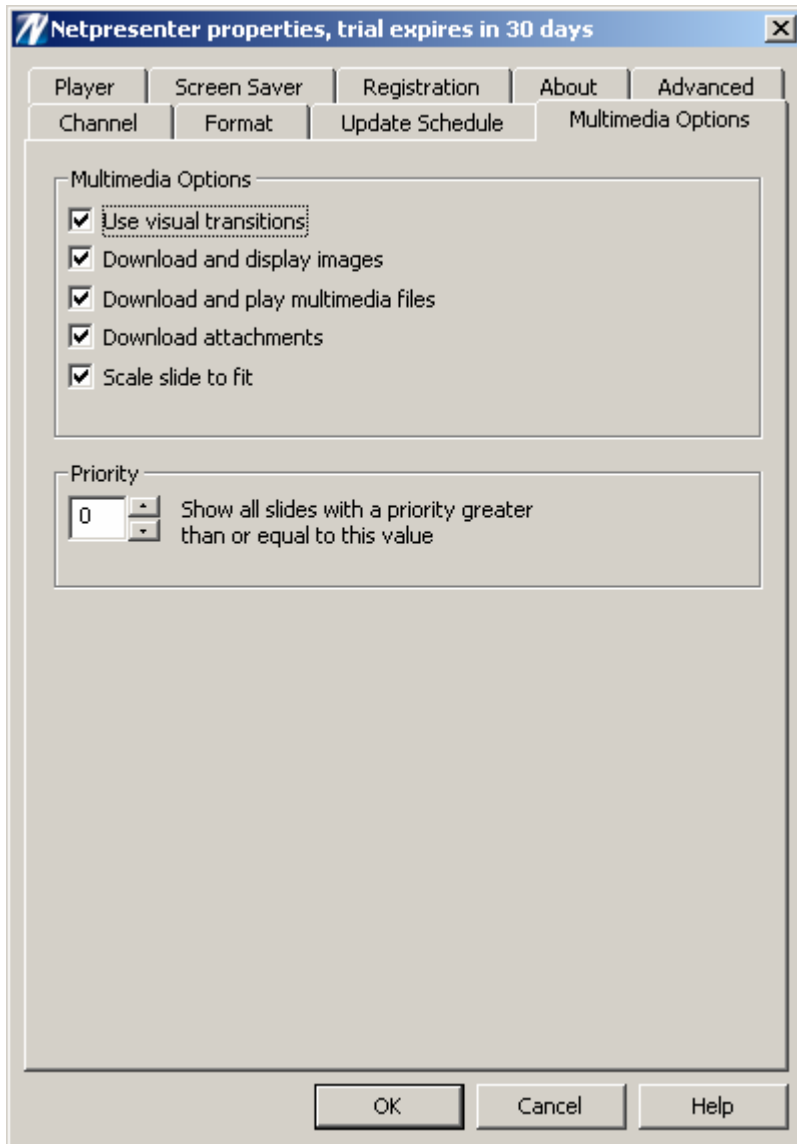 Netpresenter properties, trial expires in 30 days
Player Screen Saver Registration About Advanced
Channel Format Update Schedule Multimedia Options
Multimedia Options
Use visual transitions
Download and display images
Download and play multimedia files
Download attachments
Scale slide to fit
Priority
0 Show all slides with a priority greater
than or equal to this value
OK Cancel Help